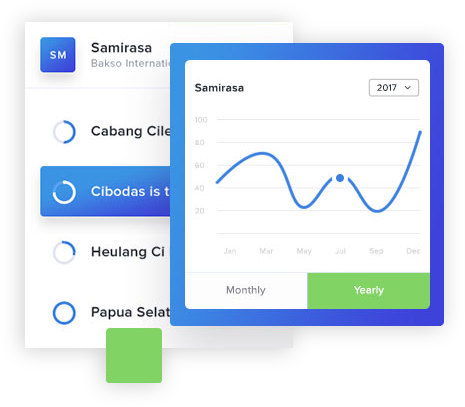 SM
Samirasa
Bakso Internati
Cabang Cile
Cibodas is t
Heulang Ci
Papua Selat
Samirasa
2017
100
80
60
40
20
Jan Mar May Jul Sep Dec
Monthly Yearly